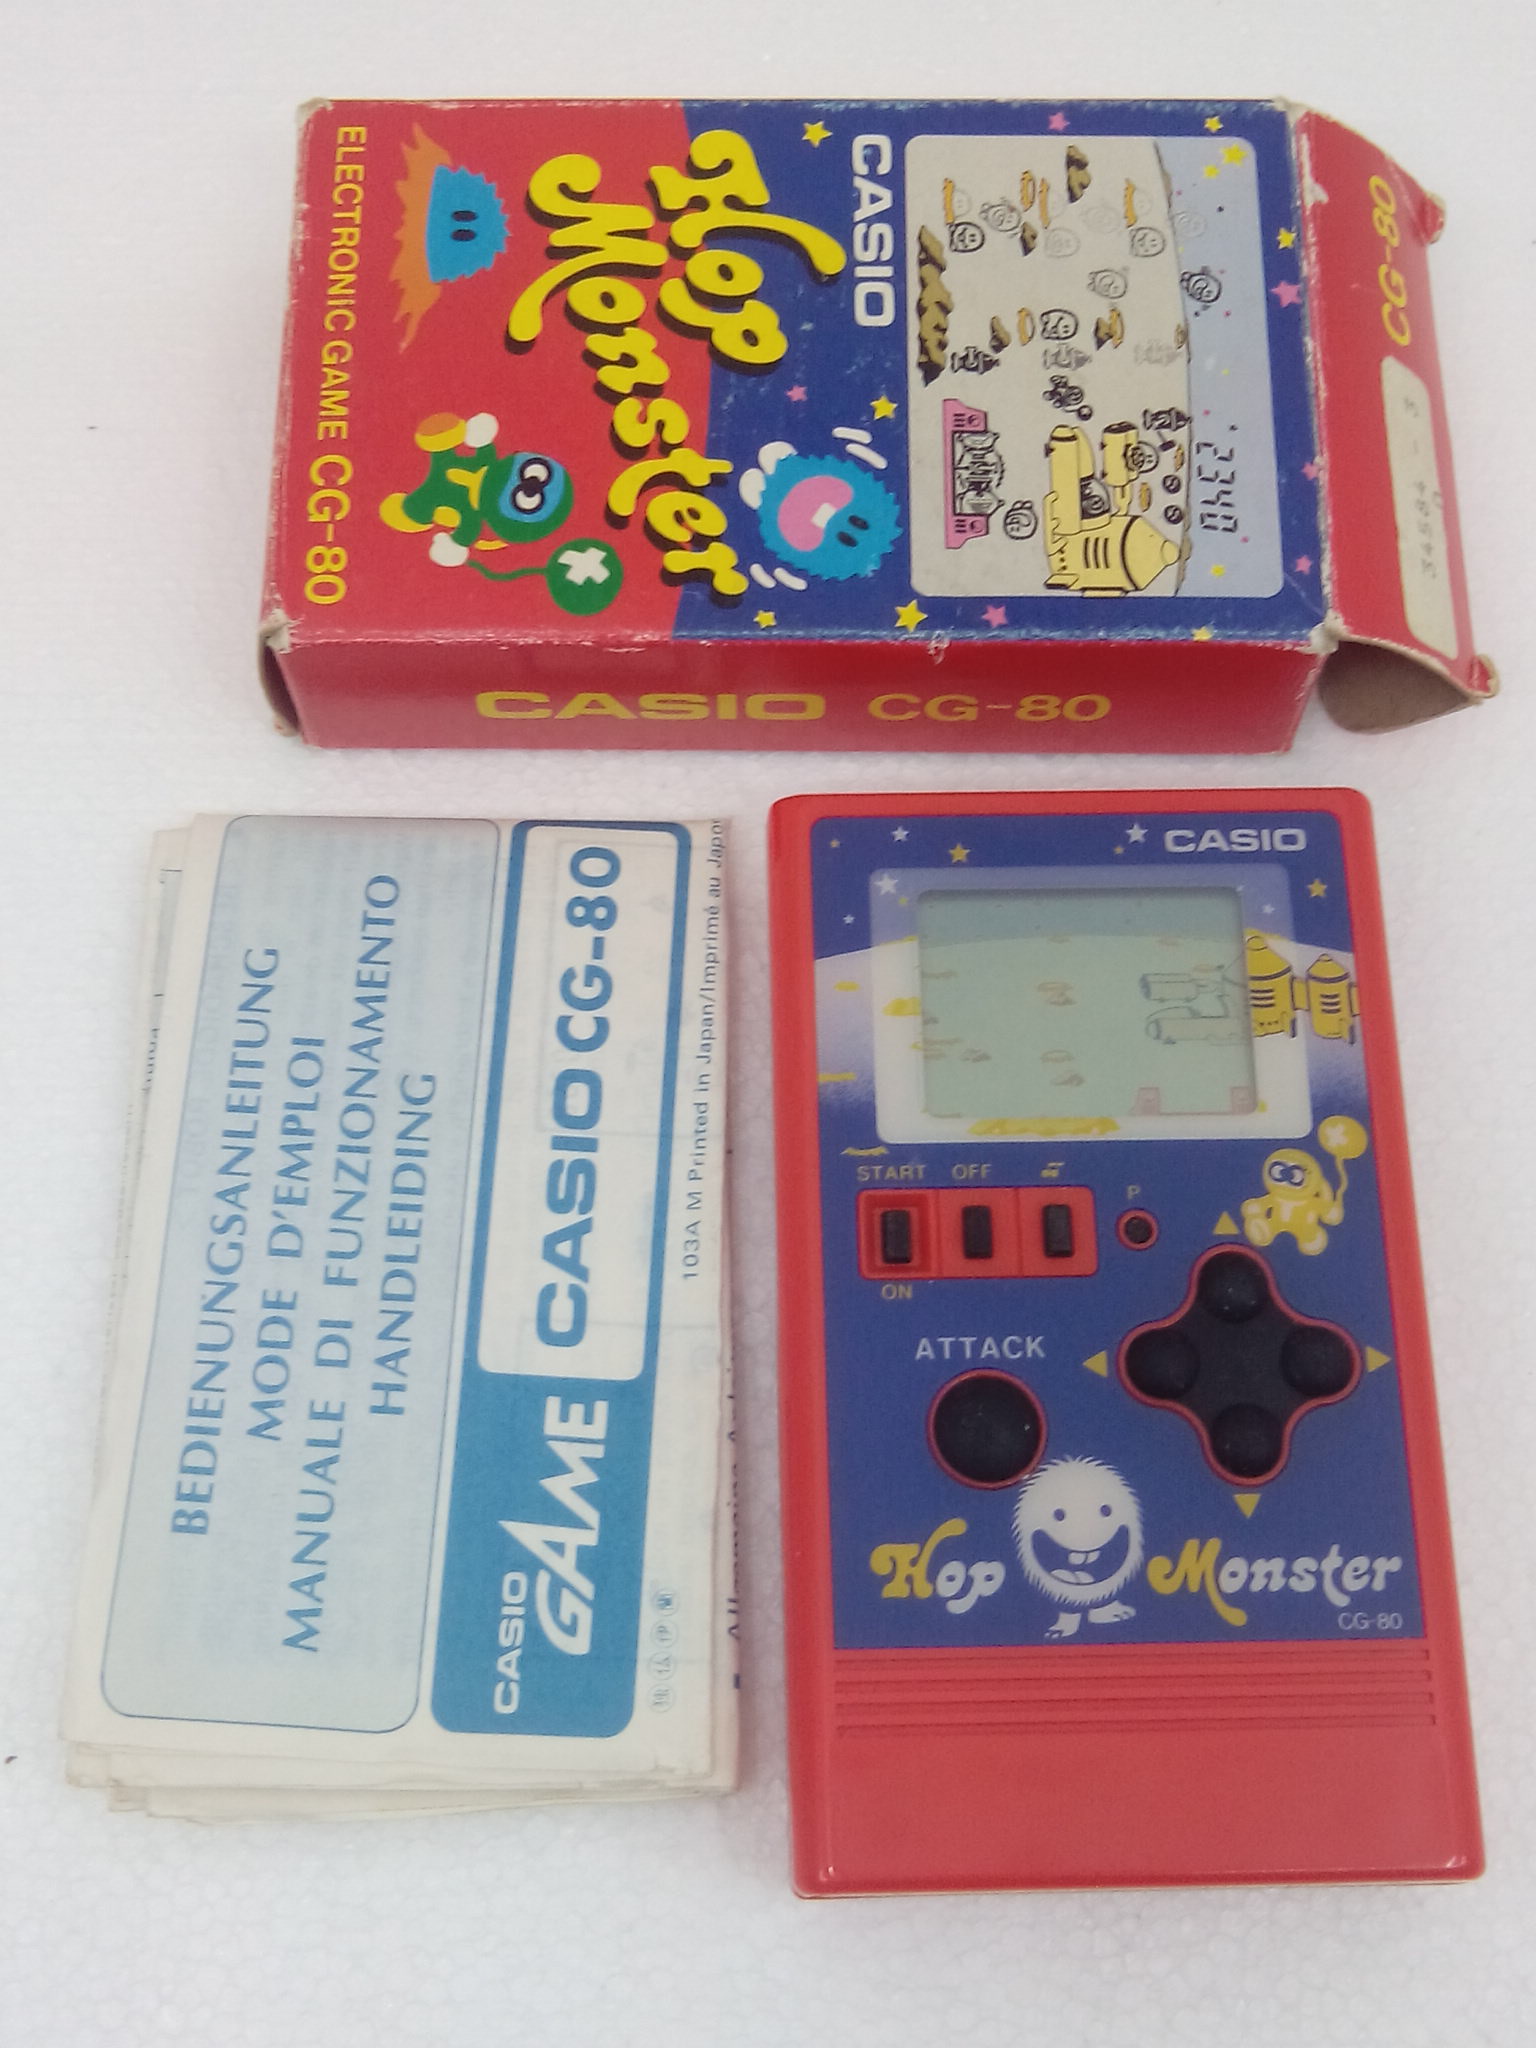 CG-80
CASIO
2340
Hop
Monster
ELECTRONIC GAME CG-80
CASIO CG-80
BEDIENUNGSANLEITUNG
MODE D'EMPLOI
MANUALE DI FUNZIONAMENTO
HANDLEIDING
CASIO
GAME
CASIO CG-80
103A M Printed in Japan/Imprimé au Japon
CASIO
START OFF
ON
P
ATTACK
Hop Monster
CG-80